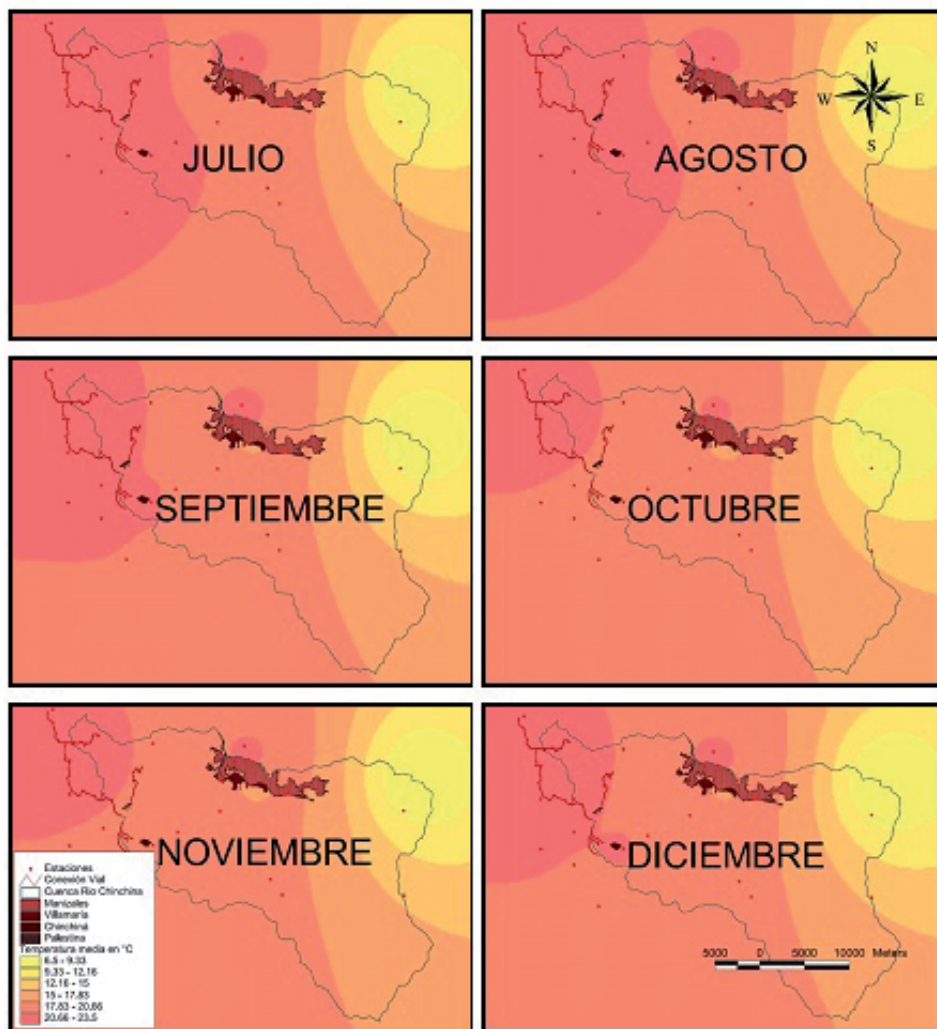 JULIO
AGOSTO
N
W E
S
SEPTIEMBRE
OCTUBRE
NOVIEMBRE
Estaciones
Conexión Vial
Cuenca Rio Chinchina
Manizales
Villamaría
Chinchiná
Palestina
Temperatura media en °C
6.5 - 9.33
9.33 - 12.16
12.16 - 15
15 - 17.83
17.83 - 20.66
20.66 - 23.5
DICIEMBRE
5000 0 5000 10000 Meters